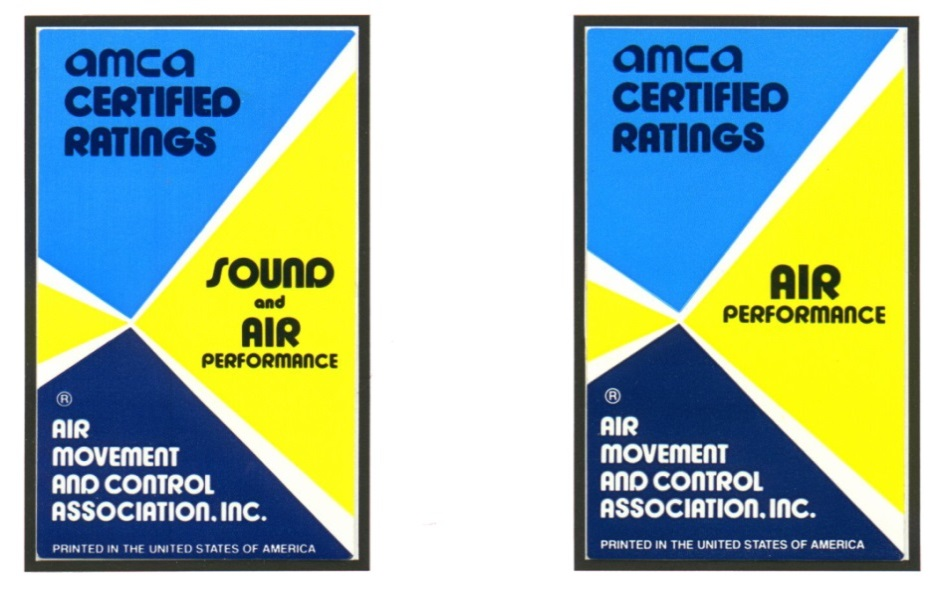 amca
CERTIFIED
RATINGS
SOUND
and
AIR
PERFORMANCE
®
AIR
MOVEMENT
AND CONTROL
ASSOCIATION, INC.
PRINTED IN THE UNITED STATES OF AMERICA
amca
CERTIFIED
RATINGS
AIR
PERFORMANCE
®
AIR
MOVEMENT
AND CONTROL
ASSOCIATION, INC.
PRINTED IN THE UNITED STATES OF AMERICA